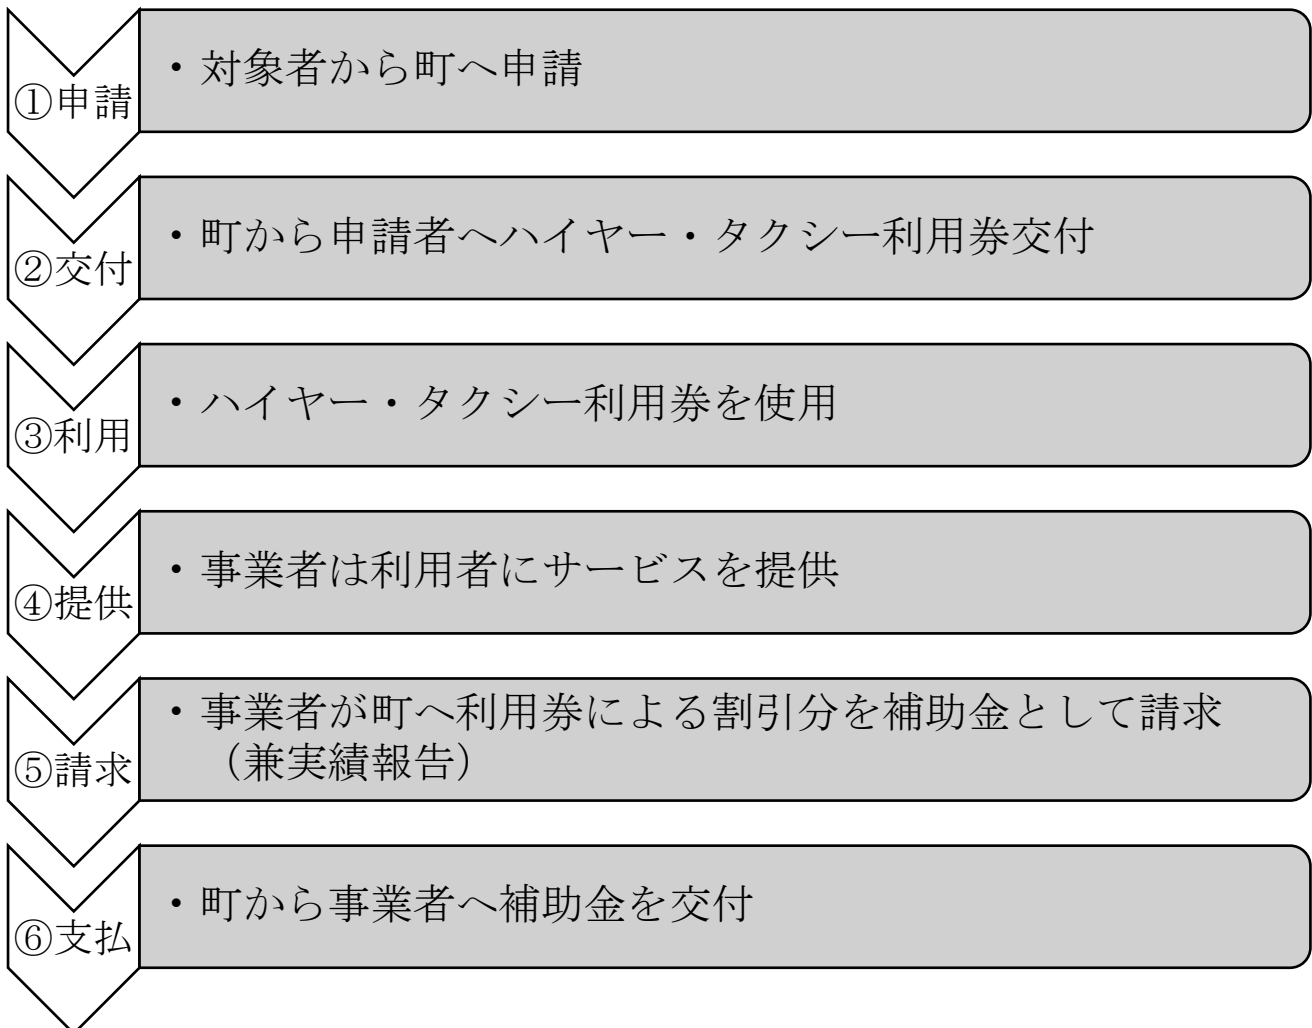 ①申請
・対象者から町へ申請
②交付
・町から申請者へハイヤー・タクシー利用券交付
③利用
・ハイヤー・タクシー利用券を使用
④提供
・事業者は利用者にサービスを提供
⑤請求
・事業者が町へ利用券による割引分を補助金として請求
（兼実績報告）
⑥支払
・町から事業者へ補助金を交付